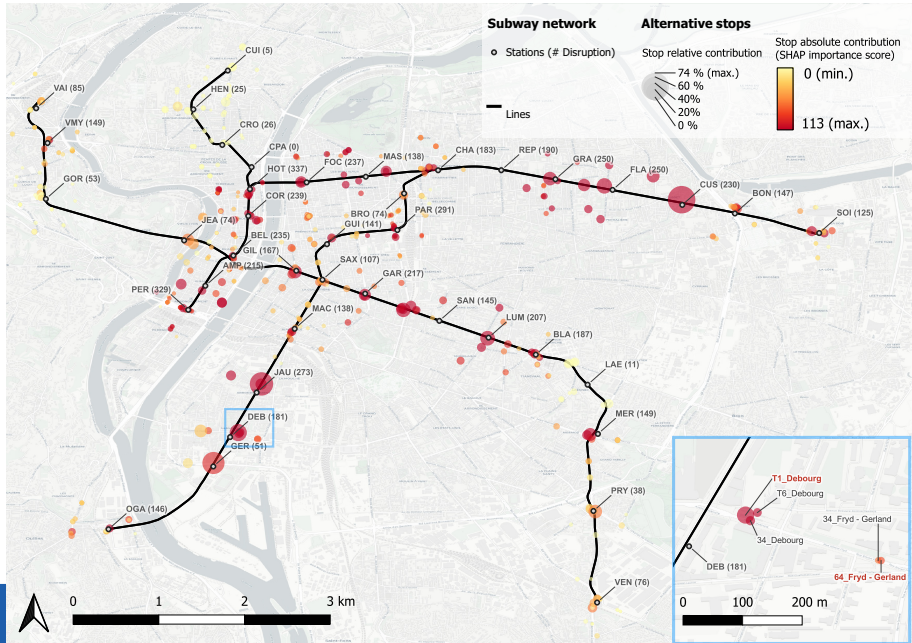 Subway network
Alternative stops
Stations (# Disruption)
Stop relative contribution
Stop absolute contribution
(SHAP importance score)
74 % (max.)
60 %
40%
20%
0 %
0 (min.)
113 (max.)
Lines
CUI (5)
VAI (85)
HEN (25)
VMY (149)
CRO (26)
CPA (0)
HOT (337)
FOC (237)
MAS (138)
CHA (183)
REP (190)
GRA (250)
FLA (250)
CUS (230)
BON (147)
SOI (125)
GOR (53)
COR (239)
JEA (74)
BRO (74)
PAR (291)
GUI (141)
BEL (235)
GIL (167)
AMP (215)
SAX (107)
PER (329)
GAR (217)
MAC (138)
SAN (145)
LUM (207)
BLA (187)
LAE (11)
JAU (273)
DEB (181)
MER (149)
GER (51)
PRY (38)
OGA (146)
VEN (76)
T1_Debourg
T6_Debourg
34_Debourg
34_Fryd - Gerland
DEB (181)
64_Fryd - Gerland
0 100 200 m
0 1 2 3 km